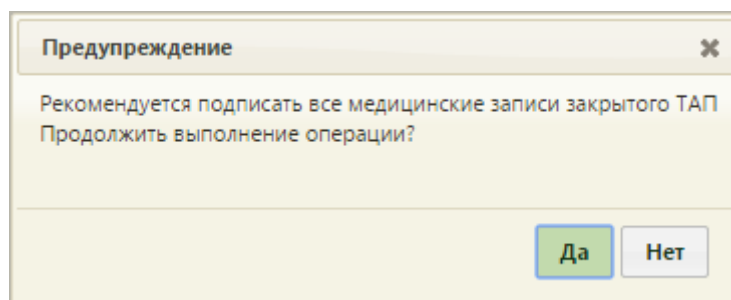 Предупреждение
Рекомендуется подписать все медицинские записи закрытого ТАП
Продолжить выполнение операции?
Да Нет